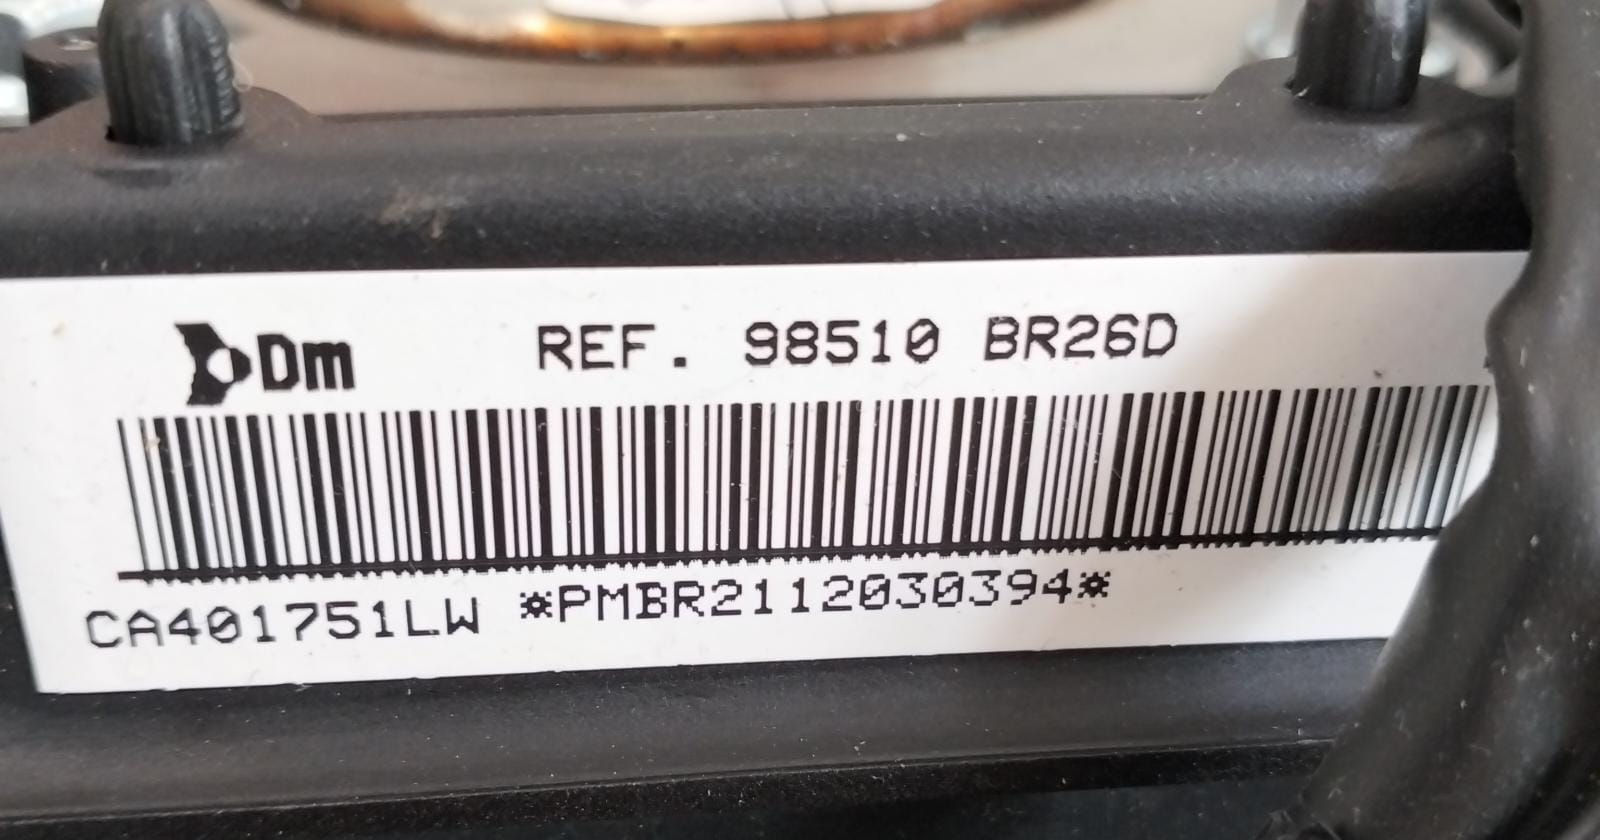 Dm REF. 98510 BR26D
CA401751LW *PMBR2112030394*